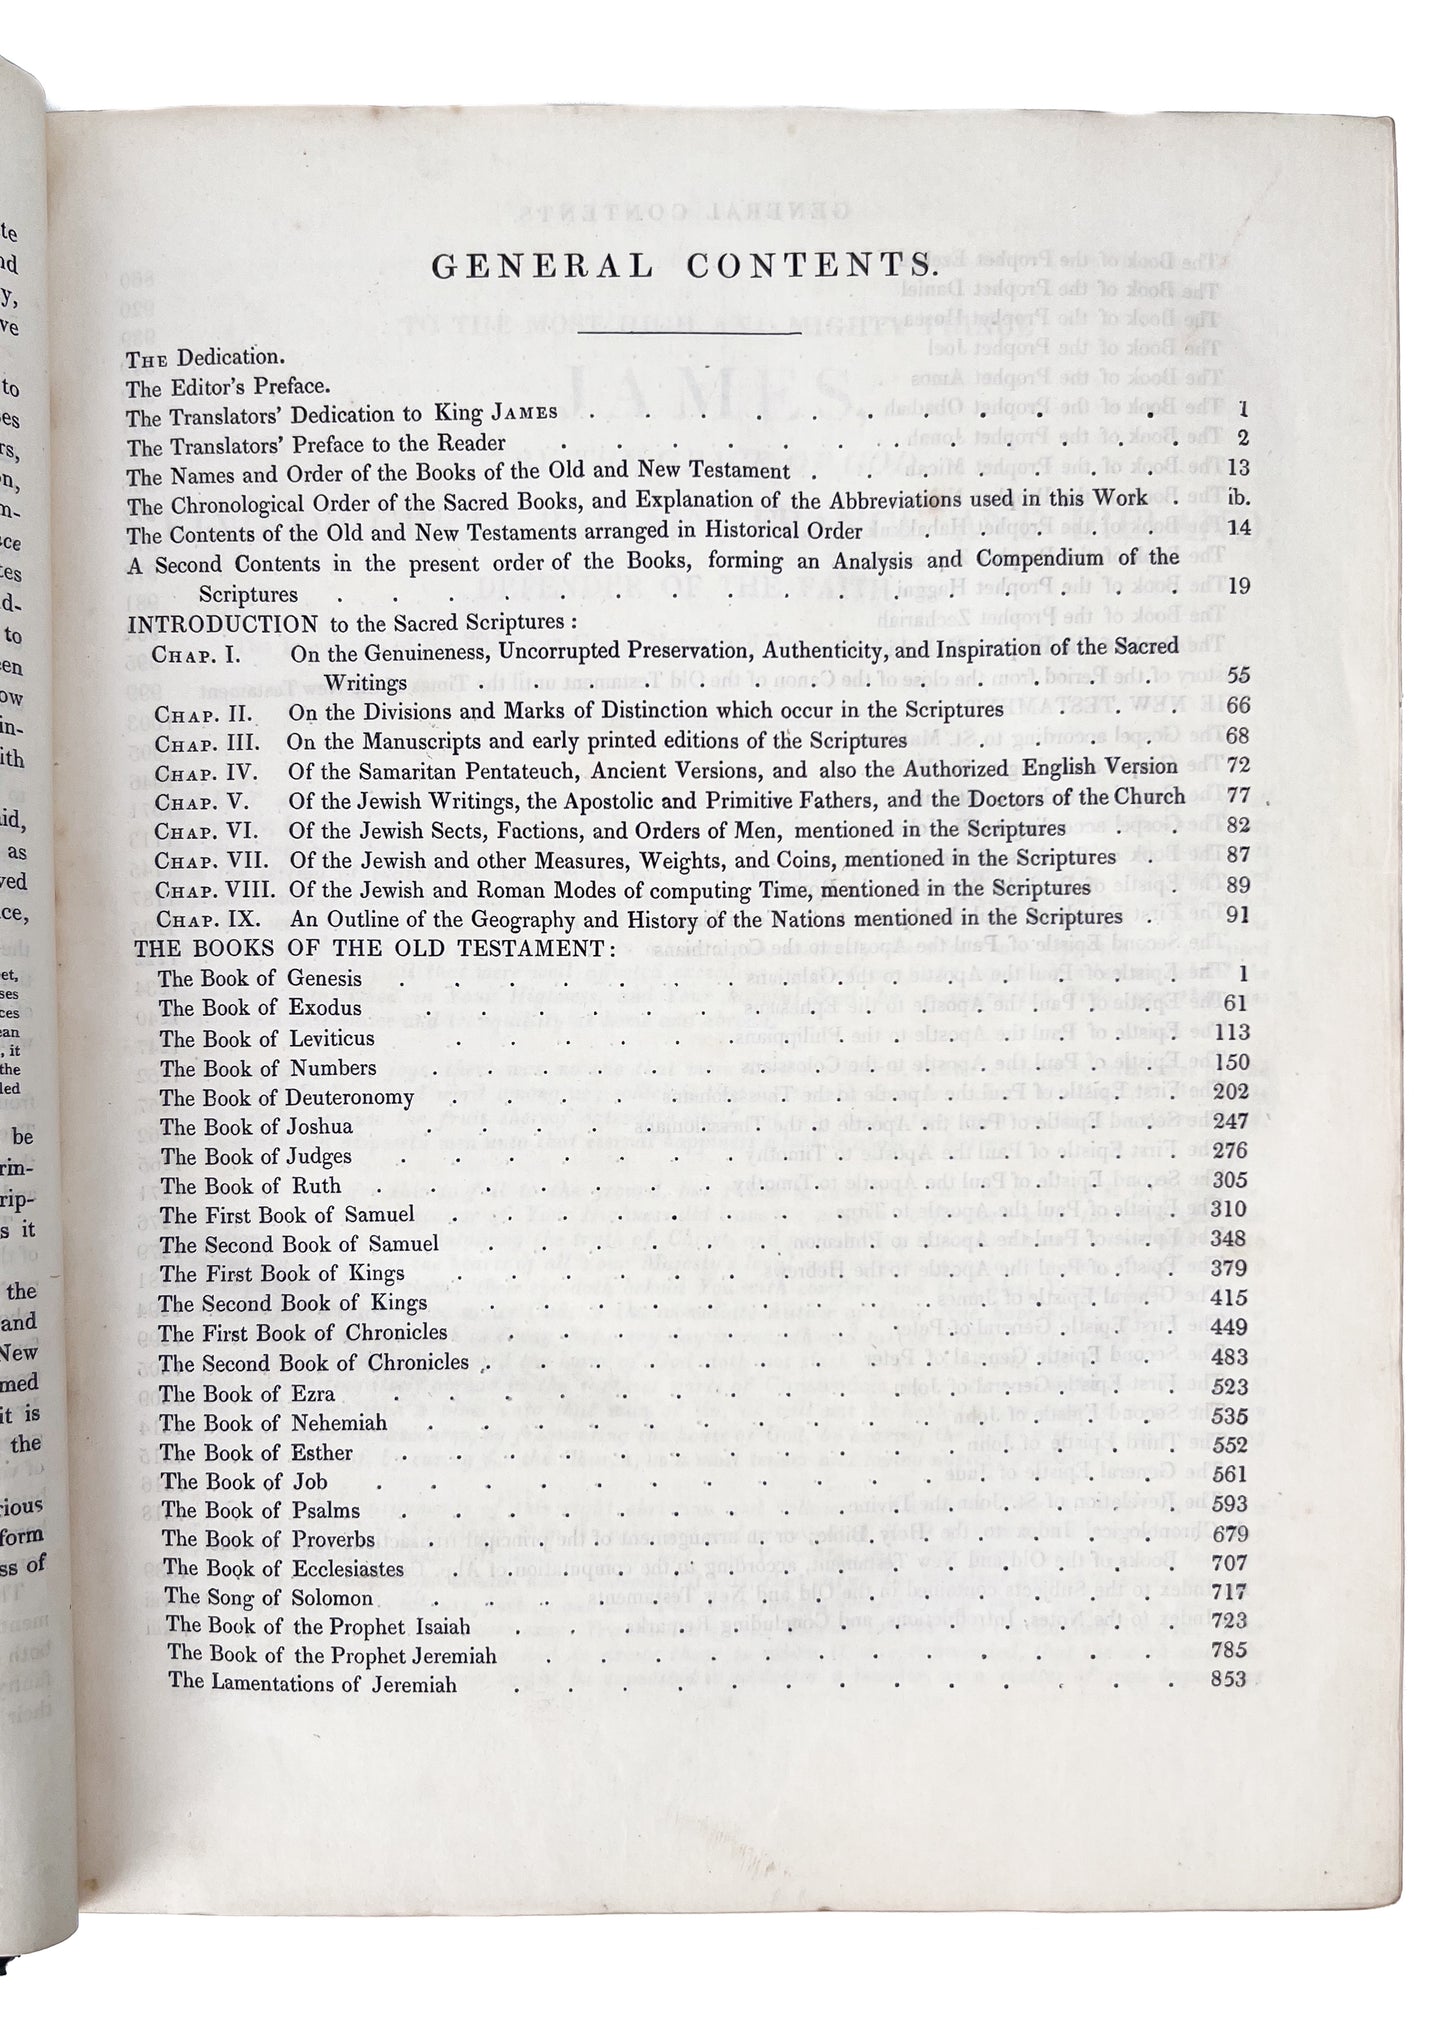 GENERAL CONTENTS.
THE Dedication.
The Editor's Preface.
The Translators' Dedication to King JAMES . . . . . . . . . . . 1
The Translators' Preface to the Reader . . . . . . . . . . . . 2
The Names and Order of the Books of the Old and New Testament . . . . . . . 13
The Chronological Order of the Sacred Books, and Explanation of the Abbreviations used in this Work . ib.
The Contents of the Old and New Testaments arranged in Historical Order . . . . . 14
A Second Contents in the present order of the Books, forming an Analysis and Compendium of the
Scriptures . . . . . . . . . . . . . . . . 19
INTRODUCTION to the Sacred Scriptures :
CHAP. I. On the Genuineness, Uncorrupted Preservation, Authenticity, and Inspiration of the Sacred
Writings . . . . . . . . . . . . . 55
CHAP. II. On the Divisions and Marks of Distinction which occur in the Scriptures . . . 66
CHAP. III. On the Manuscripts and early printed editions of the Scriptures . . . . 68
CHAP. IV. Of the Samaritan Pentateuch, Ancient Versions, and also the Authorized English Version 72
CHAP. V. Of the Jewish Writings, the Apostolic and Primitive Fathers, and the Doctors of the Church 77
CHAP. VI. Of the Jewish Sects, Factions, and Orders of Men, mentioned in the Scriptures . . 82
CHAP. VII. Of the Jewish and other Measures, Weights, and Coins, mentioned in the Scriptures . 87
CHAP. VIII. Of the Jewish and Roman Modes of computing Time, mentioned in the Scriptures . 89
CHAP. IX. An Outline of the Geography and History of the Nations mentioned in the Scriptures . 91
THE BOOKS OF THE OLD TESTAMENT :
The Book of Genesis . . . . . . . . . . . . . . . 1
The Book of Exodus . . . . . . . . . . . . . . 61
The Book of Leviticus . . . . . . . . . . . . . . 113
The Book of Numbers . . . . . . . . . . . . . . 150
The Book of Deuteronomy . . . . . . . . . . . . . . 202
The Book of Joshua . . . . . . . . . . . . . . 247
The Book of Judges . . . . . . . . . . . . . . . 276
The Book of Ruth . . . . . . . . . . . . . . . 305
The First Book of Samuel . . . . . . . . . . . . . . 310
The Second Book of Samuel . . . . . . . . . . . . . 348
The First Book of Kings . . . . . . . . . . . . . . 379
The Second Book of Kings . . . . . . . . . . . . . 415
The First Book of Chronicles . . . . . . . . . . . . . 449
The Second Book of Chronicles . . . . . . . . . . . . . 483
The Book of Ezra . . . . . . . . . . . . . . . 523
The Book of Nehemiah . . . . . . . . . . . . . . 535
The Book of Esther . . . . . . . . . . . . . . . 552
The Book of Job . . . . . . . . . . . . . . . 561
The Book of Psalms . . . . . . . . . . . . . . . 593
The Book of Proverbs . . . . . . . . . . . . . . 679
The Book of Ecclesiastes . . . . . . . . . . . . . . 707
The Song of Solomon . . . . . . . . . . . . . . 717
The Book of the Prophet Isaiah . . . . . . . . . . . . . 723
The Book of the Prophet Jeremiah . . . . . . . . . . . . 785
The Lamentations of Jeremiah . . . . . . . . . . . . . 853